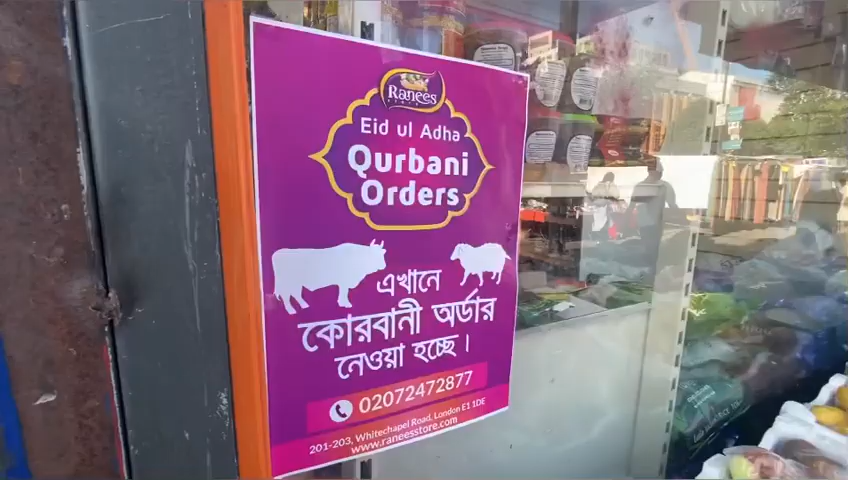 Ranees
Eid ul Adha
Qurbani
Orders
এখানে
কোরবানী অর্ডার
নেওয়া হচ্ছে।
02072472877
201-203, Whitechapel Road, London E1 1DE
www.raneesstore.com